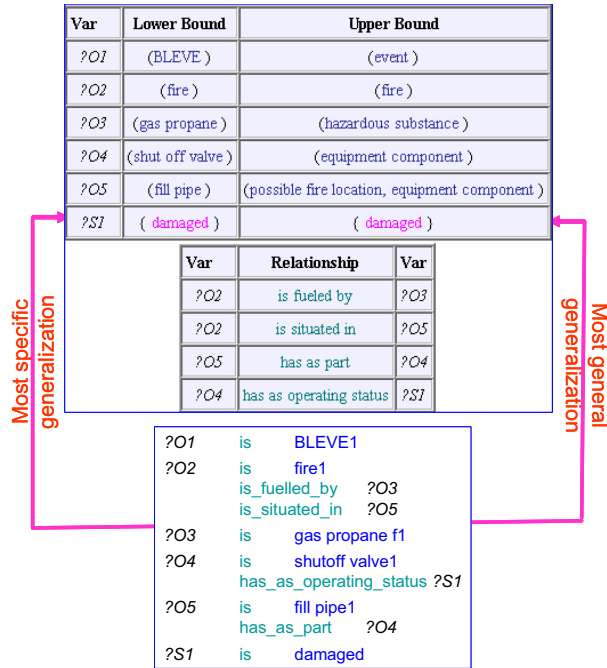 Var Lower Bound Upper Bound
?O1 (BLEVE ) (event )
?O2 (fire ) (fire )
?O3 (gas propane ) (hazardous substance )
?O4 (shut off valve ) (equipment component )
?O5 (fill pipe ) (possible fire location, equipment component )
?S1 { damaged } { damaged }
Var Relationship Var
?O2 is fueled by ?O3
?O2 is situated in ?O5
?O5 has as part ?O4
?O4 has as operating status ?S1
Most specific
generalization
Most general
generalization
?O1 is BLEVE1
?O2 is fire1
is_fuelled_by ?O3
is_situated_in ?O5
?O3 is gas propane f1
?O4 is shutoff valve1
has_as_operating_status ?S1
?O5 is fill pipe1
has_as_part ?O4
?S1 is damaged